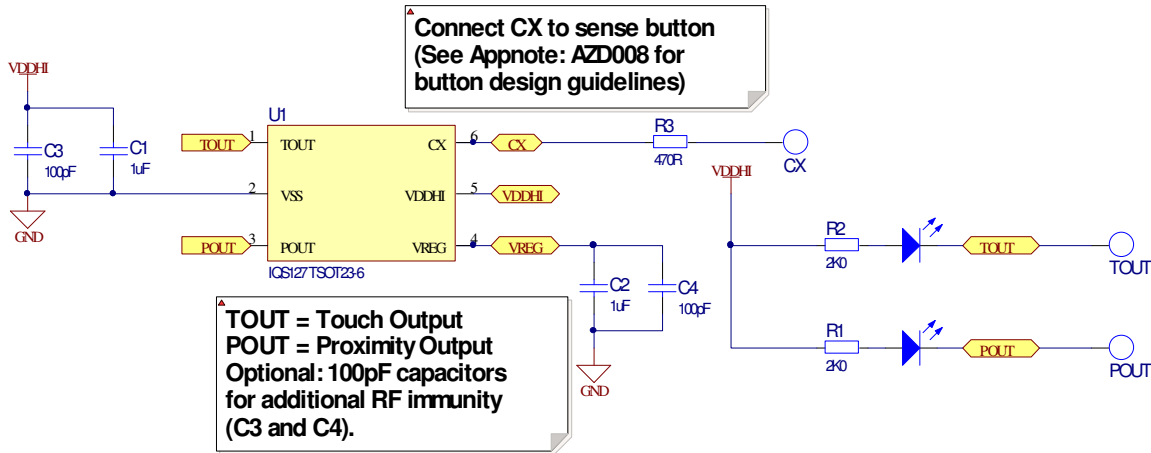 Connect CX to sense button
(See Appnote: AZD008 for
button design guidelines)
VDDHI
C3
100pF
C1
1uF
GND
U1
TOUT
1
TOUT
2
VSS
POUT
3
POUT
CX
6
CX
VDDHI
5
VDDHI
VREG
4
VREG
IQS127 TSOT23-6
R3
470R
CX
C2
1uF
C4
100pF
GND
VDDHI
R2
2K0
TOUT
TOUT
R1
2K0
POUT
POUT
TOUT = Touch Output
POUT = Proximity Output
Optional: 100pF capacitors
for additional RF immunity
(C3 and C4).